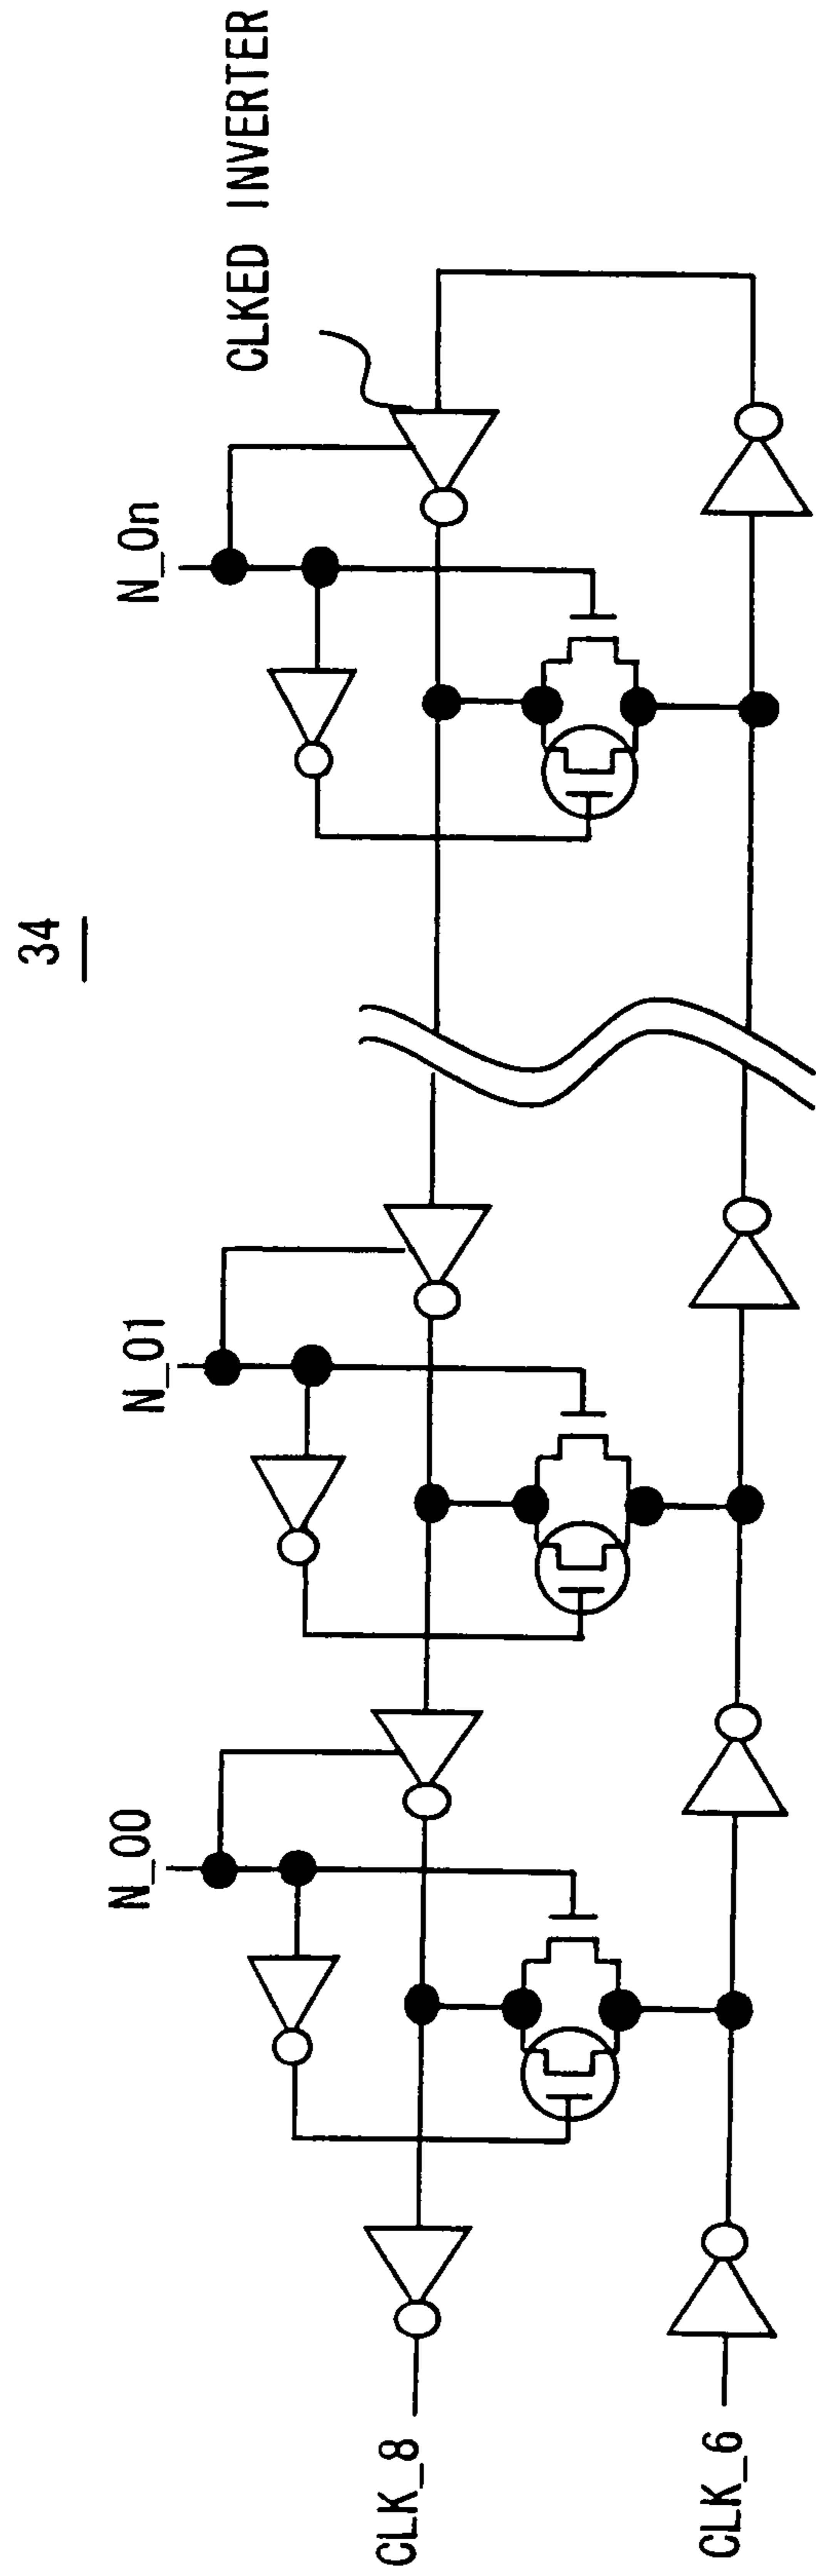 34
N_00
N_01
N_0n
CLKED INVERTER
CLK_8
CLK_6